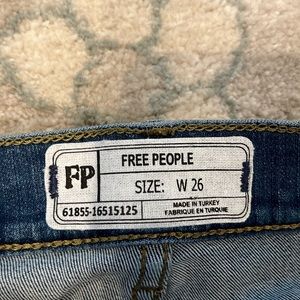 FP
FREE PEOPLE
SIZE: W 26
61855-16515125
MADE IN TURKEY
FABRIQUE EN TURQUIE